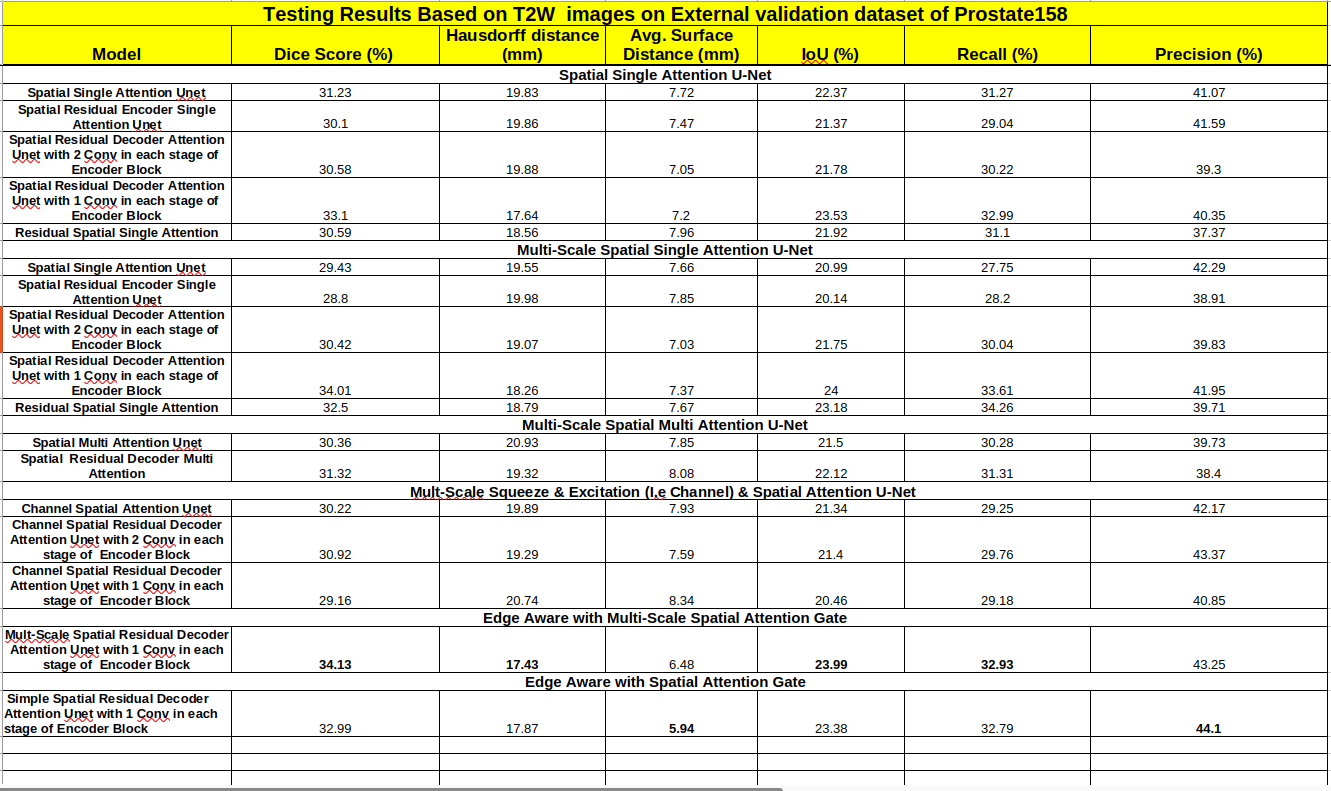 Testing Results Based on T2W  images on External validation dataset of Prostate158
Model Dice Score (%) Hausdorff distance (mm) Avg. Surface Distance (mm) IoU (%) Recall (%) Precision (%)
Spatial Single Attention U-Net
Spatial Single Attention Unet 31.23 19.83 7.72 22.37 31.27 41.07
Spatial Residual Encoder Single
Attention Unet 30.1 19.86 7.47 21.37 29.04 41.59
Spatial Residual Decoder Attention
Unet with 2 Conv in each stage of
Encoder Block 30.58 19.88 7.05 21.78 30.22 39.3
Spatial Residual Decoder Attention
Unet with 1 Conv in each stage of
Encoder Block 33.1 17.64 7.2 23.53 32.99 40.35
Residual Spatial Single Attention 30.59 18.56 7.96 21.92 31.1 37.37
Multi-Scale Spatial Single Attention U-Net
Spatial Single Attention Unet 29.43 19.55 7.66 20.99 27.75 42.29
Spatial Residual Encoder Single
Attention Unet 28.8 19.98 7.85 20.14 28.2 38.91
Spatial Residual Decoder Attention
Unet with 2 Conv in each stage of
Encoder Block 30.42 19.07 7.03 21.75 30.04 39.83
Spatial Residual Decoder Attention
Unet with 1 Conv in each stage of
Encoder Block 34.01 18.26 7.37 24 33.61 41.95
Residual Spatial Single Attention 32.5 18.79 7.67 23.18 34.26 39.71
Multi-Scale Spatial Multi Attention U-Net
Spatial Multi Attention Unet 30.36 20.93 7.85 21.5 30.28 39.73
Spatial  Residual Decoder Multi
Attention 31.32 19.32 8.08 22.12 31.31 38.4
Mult-Scale Squeeze & Excitation (I,e Channel) & Spatial Attention U-Net
Channel Spatial Attention Unet 30.22 19.89 7.93 21.34 29.25 42.17
Channel Spatial Residual Decoder
Attention Unet with 2 Conv in each
stage of  Encoder Block 30.92 19.29 7.59 21.4 29.76 43.37
Channel Spatial Residual Decoder
Attention Unet with 1 Conv in each
stage of  Encoder Block 29.16 20.74 8.34 20.46 29.18 40.85
Edge Aware with Multi-Scale Spatial Attention Gate
Mult-Scale Spatial Residual Decoder
Attention Unet with 1 Conv in each
stage of  Encoder Block 34.13 17.43 6.48 23.99 32.93 43.25
Edge Aware with Spatial Attention Gate
Simple Spatial Residual Decoder
Attention Unet with 1 Conv in each
stage of Encoder Block 32.99 17.87 5.94 23.38 32.79 44.1